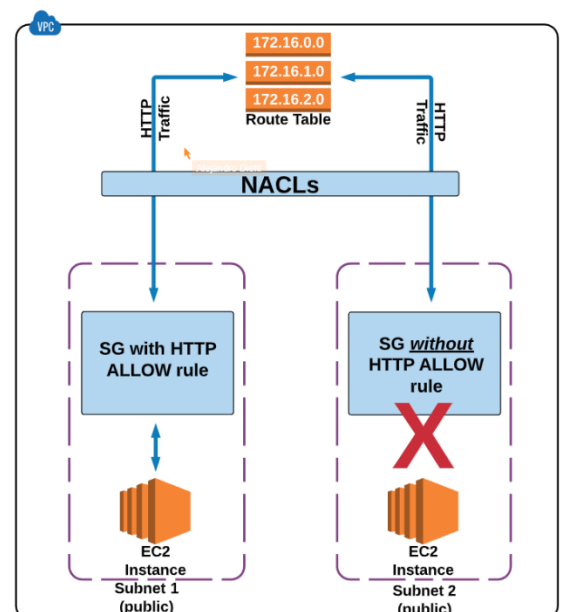 VPC
172.16.0.0
172.16.1.0
172.16.2.0
Route Table
HTTP
Traffic
HTTP
Traffic
NACLs
SG with HTTP
ALLOW rule
SG without
HTTP ALLOW
rule
EC2
Instance
Subnet 1
(public)
EC2
Instance
Subnet 2
(public)